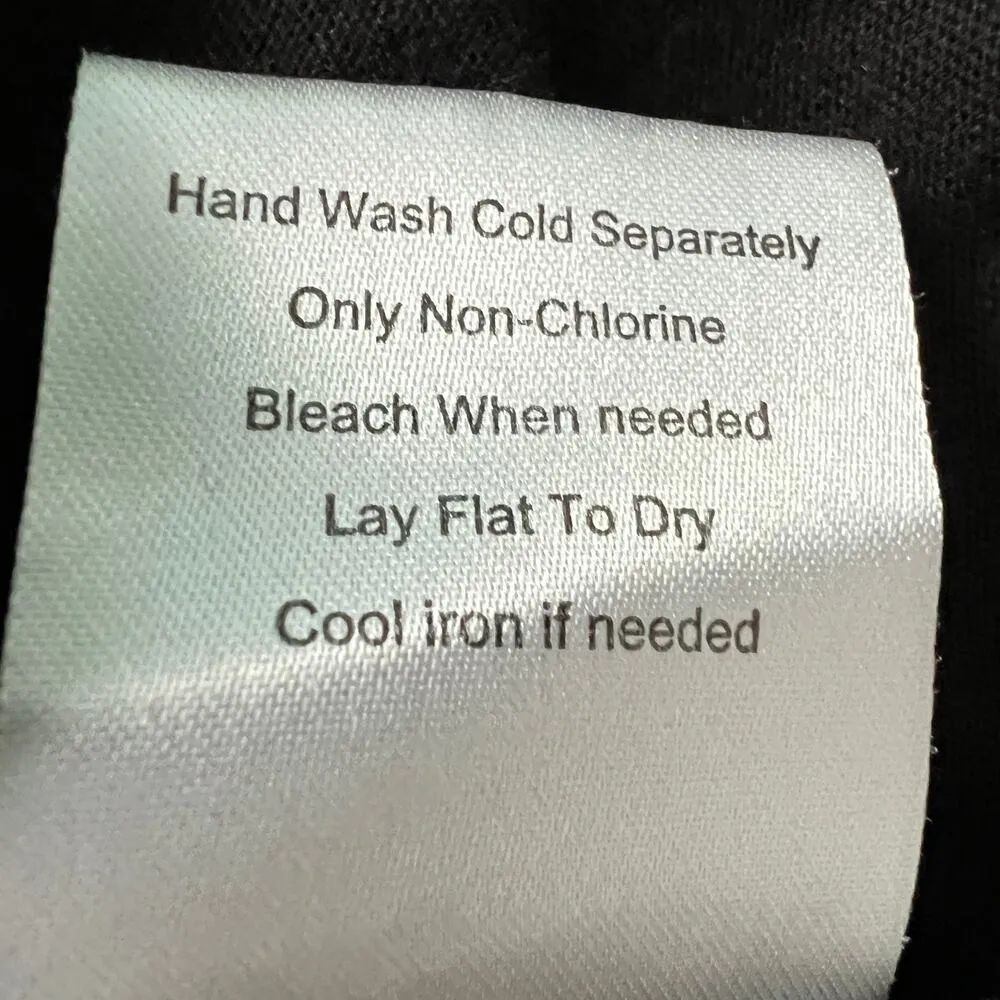 Hand Wash Cold Separately
Only Non-Chlorine
Bleach When needed
Lay Flat To Dry
Cool iron if needed